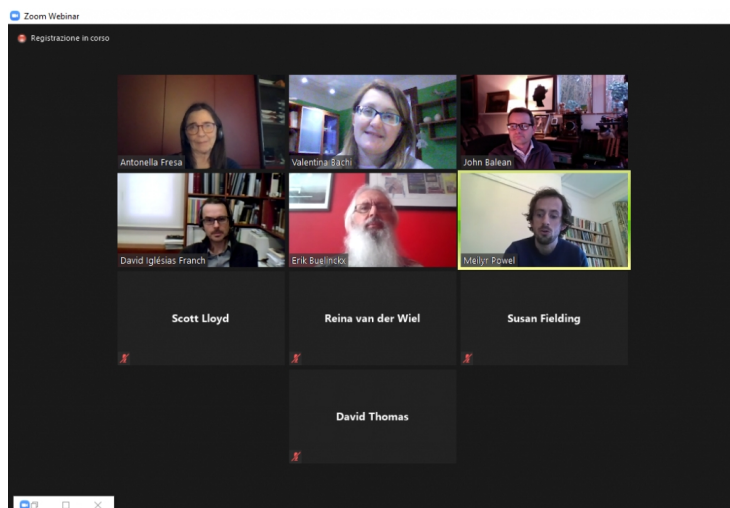 Zoom Webinar
Registrazione in corso
Antonella Fresa
Valentina Bachi
John Balean
David Iglésias Franch
Erik Buelinckx
Meilyr Powel
Scott Lloyd
Reina van der Wiel
Susan Fielding
David Thomas